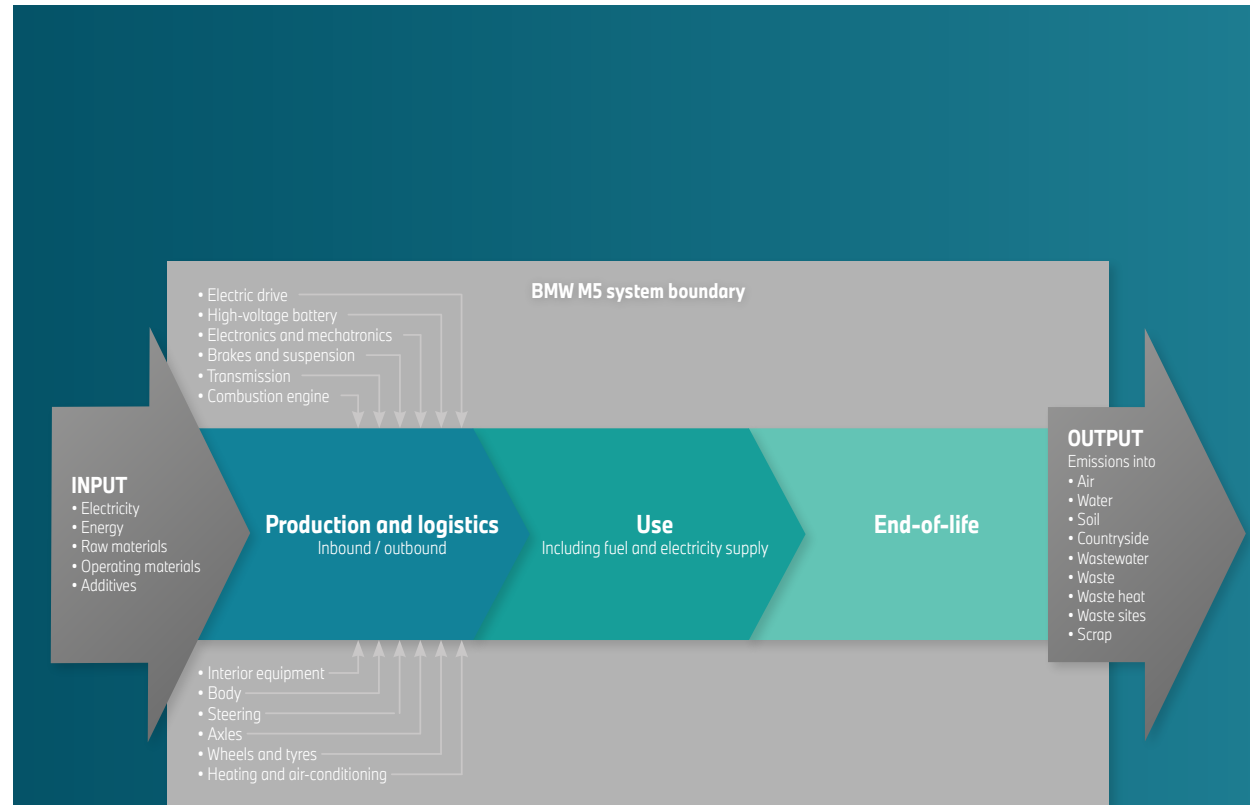 BMW M5 system boundary
• Electric drive
• High-voltage battery
• Electronics and mechatronics
• Brakes and suspension
• Transmission
• Combustion engine
INPUT
• Electricity
• Energy
• Raw materials
• Operating materials
• Additives
Production and logistics
Inbound / outbound
Use
Including fuel and electricity supply
End-of-life
OUTPUT
Emissions into
• Air
• Water
• Soil
• Countryside
• Wastewater
• Waste
• Waste heat
• Waste sites
• Scrap
• Interior equipment
• Body
• Steering
• Axles
• Wheels and tyres
• Heating and air-conditioning